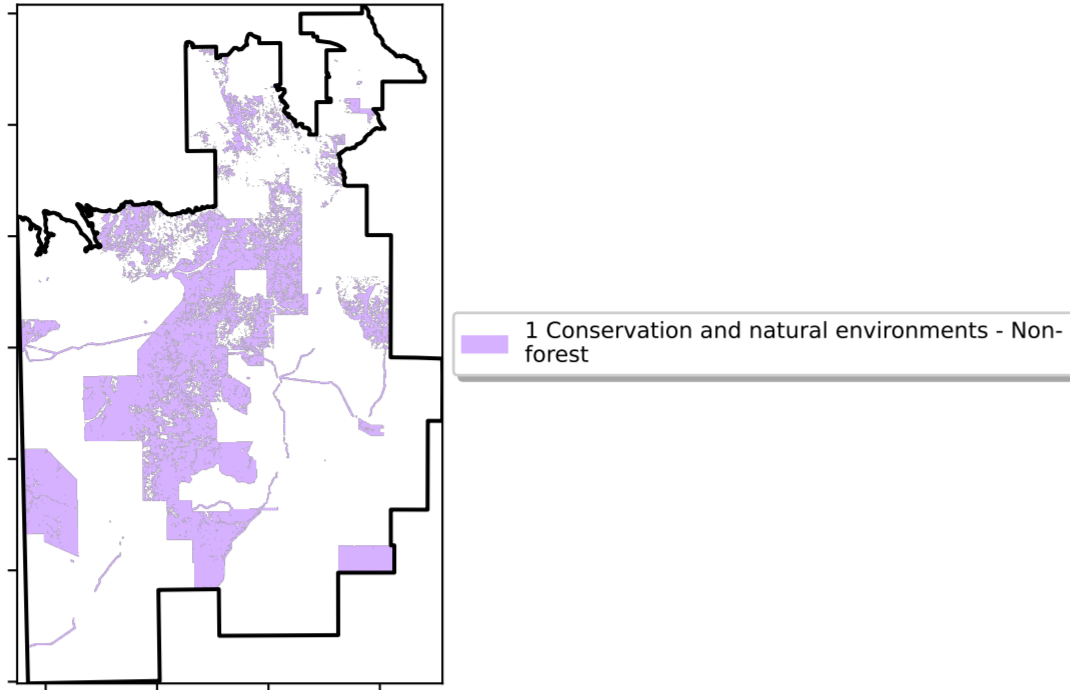 1 Conservation and natural environments - Non-
forest